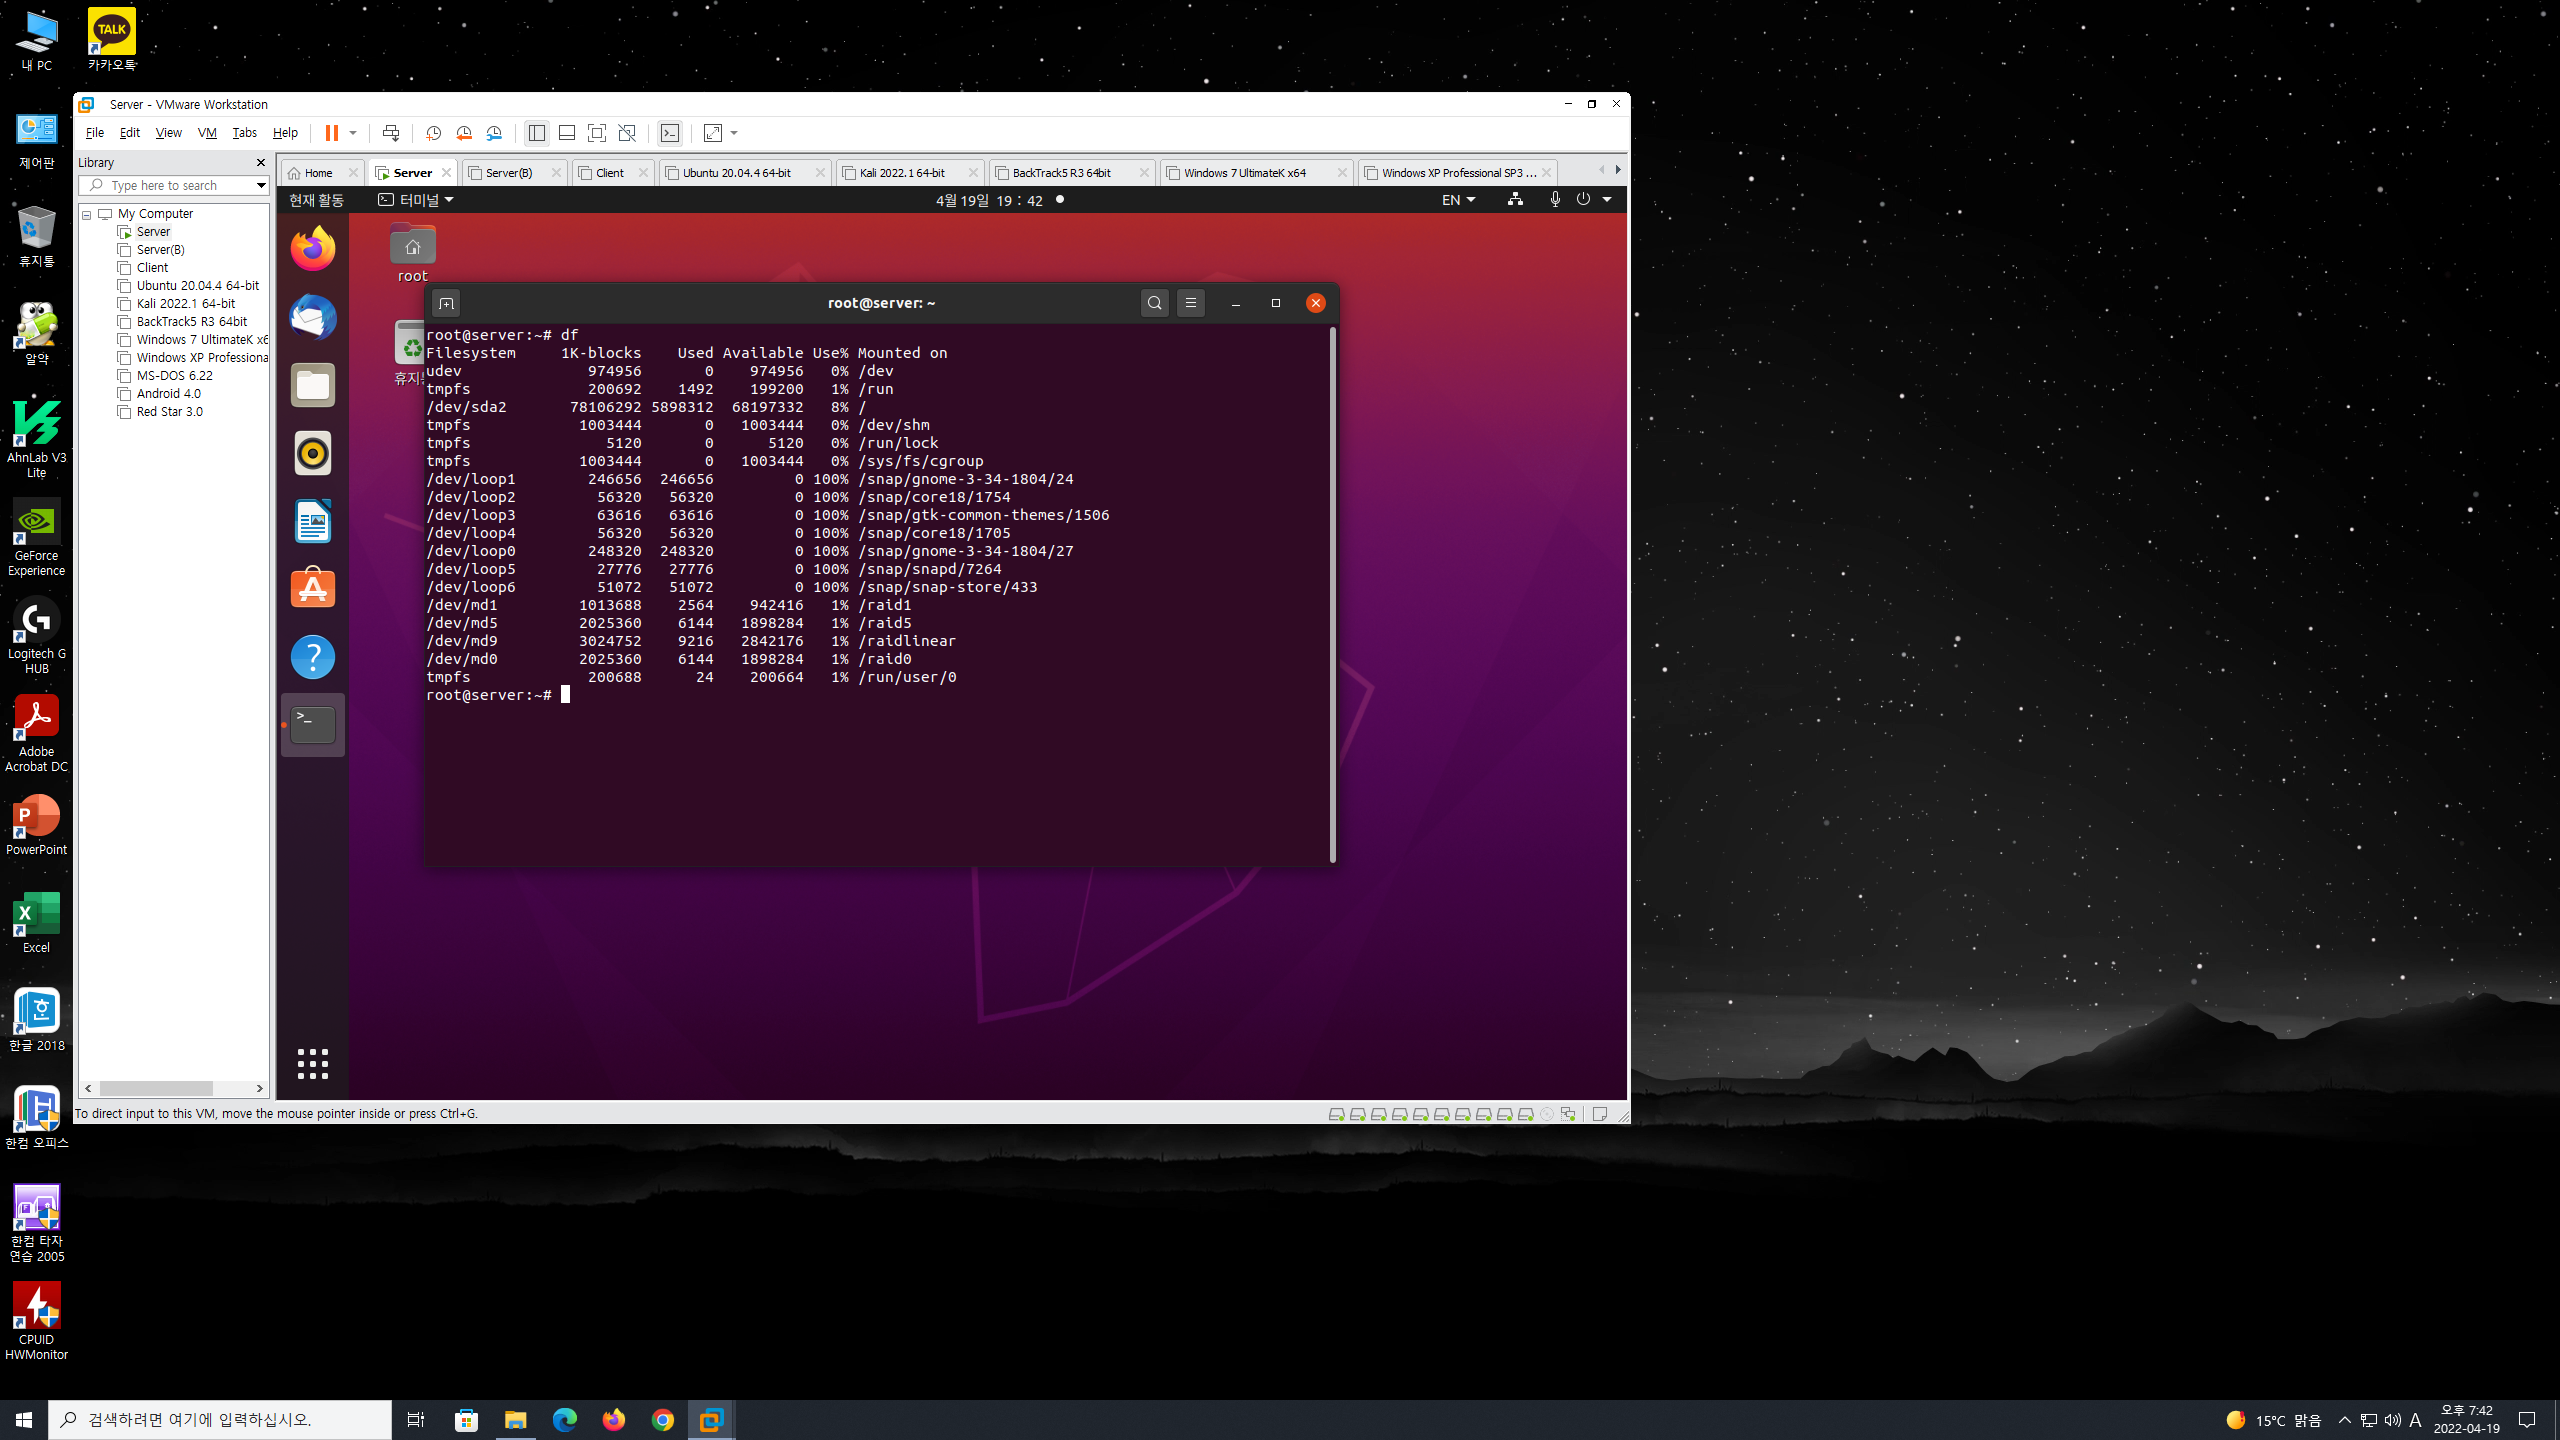 내 PC
TALK
카카오톡
제어판
휴지통
알약
AhnLab V3
Lite
GeForce
Experience
Logitech G
HUB
Adobe
Acrobat DC
PowerPoint
Excel
한글 2018
한컴 오피스
한컴 타자
연습 2005
CPUID
HWMonitor
Server - VMware Workstation
File Edit View VM Tabs Help
Library
Type here to search
My Computer
Server
Server(B)
Client
Ubuntu 20.04.4 64-bit
Kali 2022.1 64-bit
BackTrack5 R3 64bit
Windows 7 UltimateK x6
Windows XP Professiona
MS-DOS 6.22
Android 4.0
Red Star 3.0
Home Server Server(B) Client Ubuntu 20.04.4 64-bit Kali 2022.1 64-bit BackTrack5 R3 64bit Windows 7 UltimateK x64 Windows XP Professional SP3 ...
현재 활동 터미널 4월 19일 19 : 42 EN
root
휴지
root@server: ~
root@server:~# df
Filesystem 1K-blocks Used Available Use% Mounted on
udev 974956 0 974956 0% /dev
tmpfs 200692 1492 199200 1% /run
/dev/sda2 78106292 5898312 68197332 8% /
tmpfs 1003444 0 1003444 0% /dev/shm
tmpfs 5120 0 5120 0% /run/lock
tmpfs 1003444 0 1003444 0% /sys/fs/cgroup
/dev/loop1 246656 246656 0 100% /snap/gnome-3-34-1804/24
/dev/loop2 56320 56320 0 100% /snap/core18/1754
/dev/loop3 63616 63616 0 100% /snap/gtk-common-themes/1506
/dev/loop4 56320 56320 0 100% /snap/core18/1705
/dev/loop0 248320 248320 0 100% /snap/gnome-3-34-1804/27
/dev/loop5 27776 27776 0 100% /snap/snapd/7264
/dev/loop6 51072 51072 0 100% /snap/snap-store/433
/dev/md1 1013688 2564 942416 1% /raid1
/dev/md5 2025360 6144 1898284 1% /raid5
/dev/md9 3024752 9216 2842176 1% /raidlinear
/dev/md0 2025360 6144 1898284 1% /raid0
tmpfs 200688 24 200664 1% /run/user/0
root@server:~#
To direct input to this VM, move the mouse pointer inside or press Ctrl+G.
검색하려면 여기에 입력하십시오.
15°C 맑음
A
오후 7:42
2022-04-19